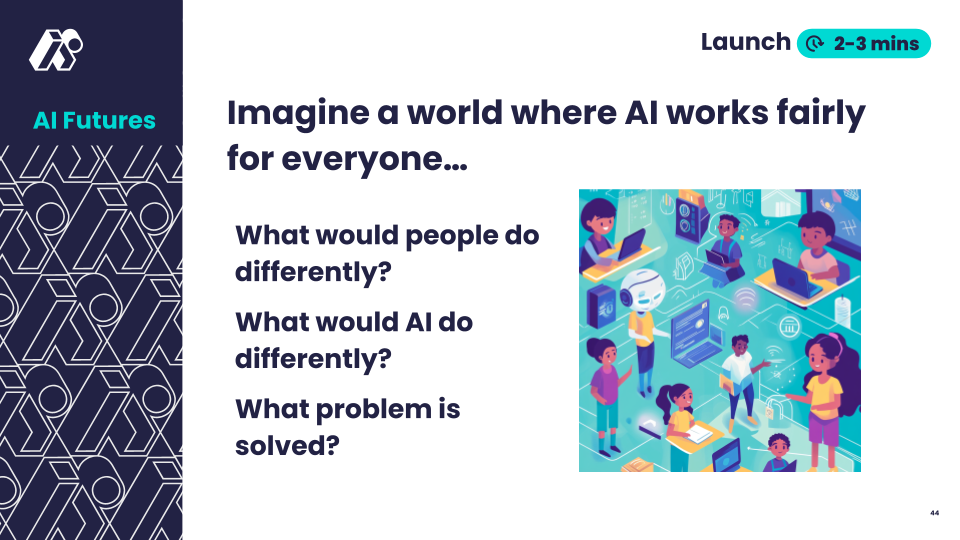 Launch
2-3 mins
AI Futures
Imagine a world where AI works fairly
for everyone...
What would people do
differently?
What would AI do
differently?
What problem is
solved?
44